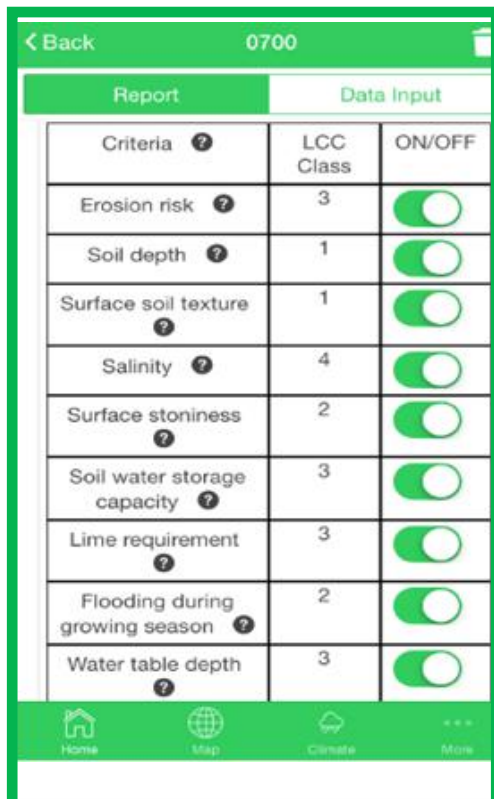 Back 0700
Report Data Input
Criteria ? LCC Class ON/OFF
Erosion risk ? 3
Soil depth ? 1
Surface soil texture ? 1
Salinity ? 4
Surface stoniness ? 2
Soil water storage capacity ? 3
Lime requirement ? 3
Flooding during growing season ? 2
Water table depth ? 3
Home Map Climate More